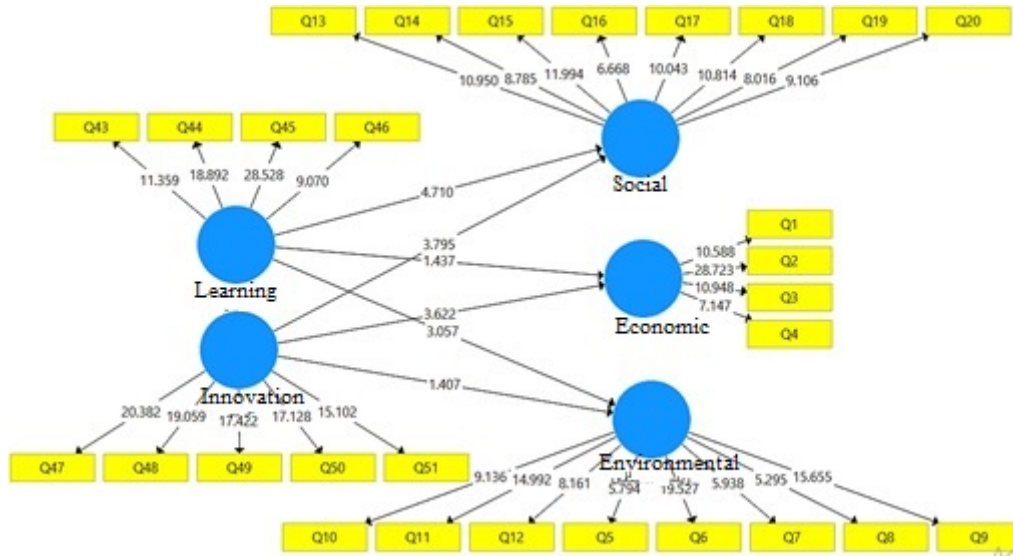 Q13 Q14 Q15 Q16 Q17 Q18 Q19 Q20
10.950 8.785 11.994 6.668 10.043 10.814 8.016 9.106
Q43 Q44 Q45 Q46
11.359 18.892 28.528 9.070
Social
4.710
3.795
1.437
Q1
10.588
Q2
28.723
10.948
Q3
7.147
Q4
Learning
3.622
3.057
Economic
1.407
Innovation
20.382 19.059 17.422 17.128 15.102
Q47 Q48 Q49 Q50 Q51
Environmental
9.136 14.992 8.161 5.794 19.527 5.938 5.295 15.655
Q10 Q11 Q12 Q5 Q6 Q7 Q8 Q9